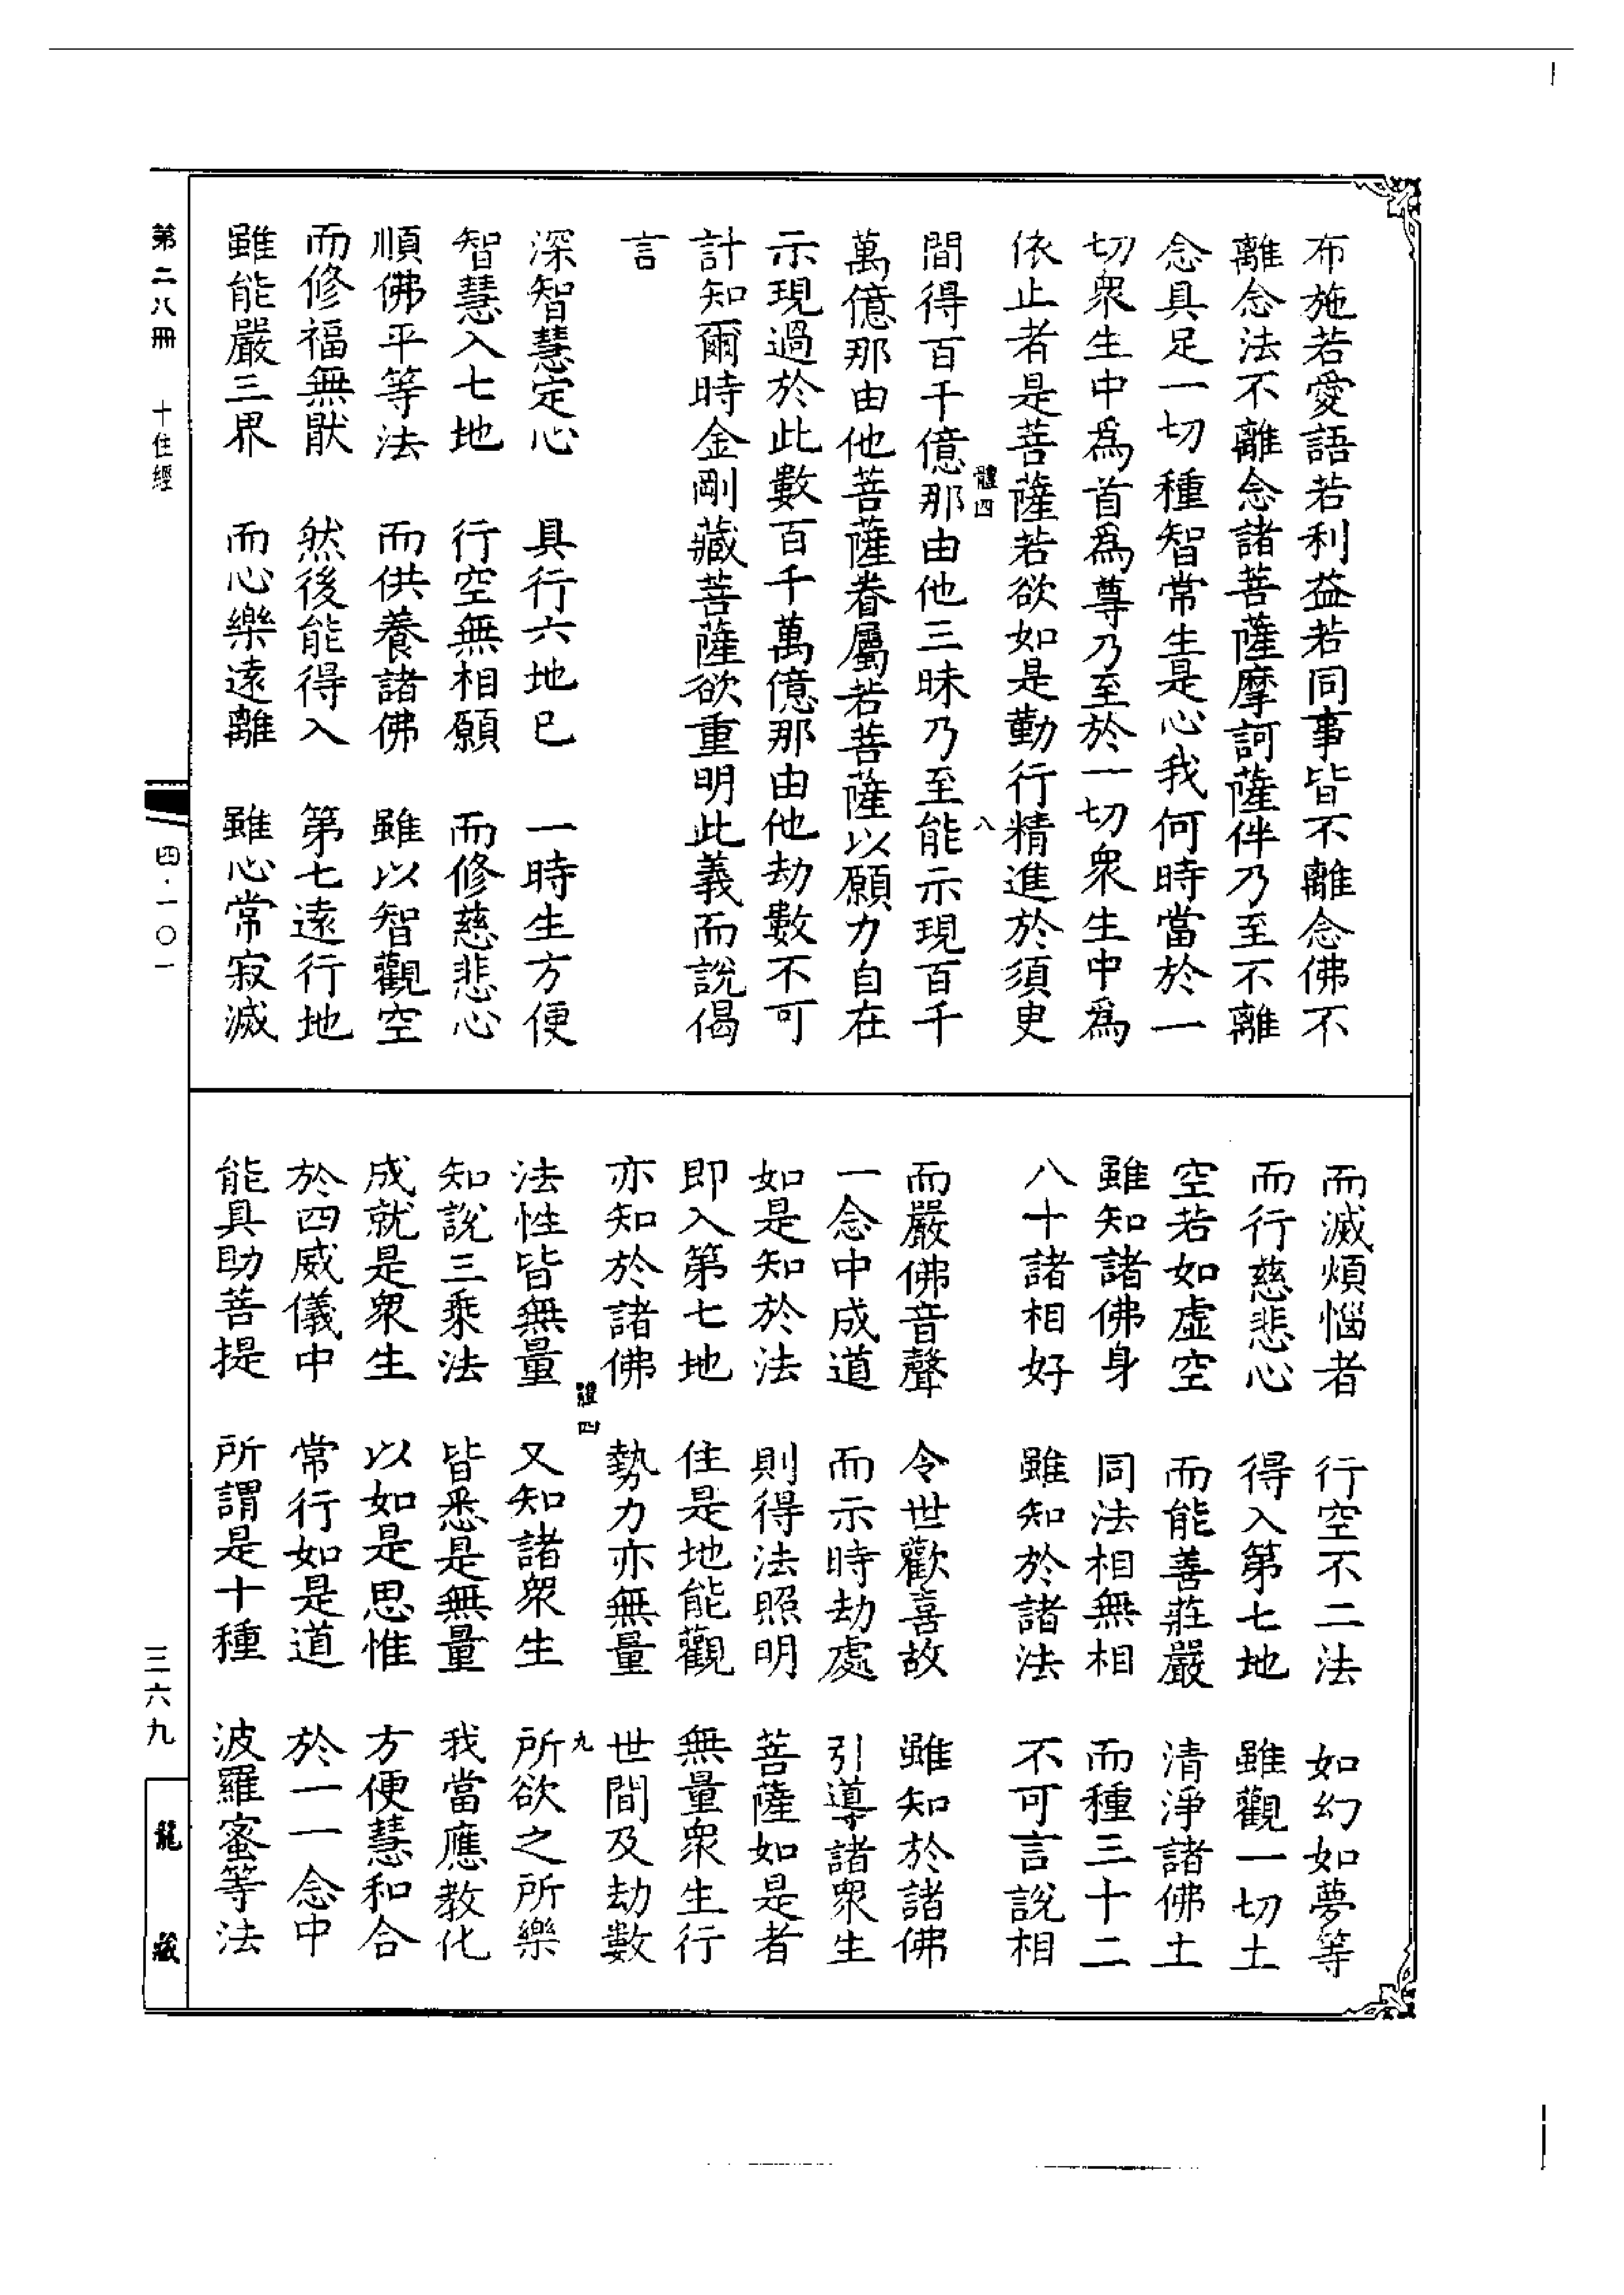 布施若愛語若利益若同事皆不離念佛不
離念法不離念諸菩薩摩訶薩伴乃至不離
念具足一切種智常生是心我何時當於一
切衆生中爲首爲尊乃至於一切衆生中爲
依止者是菩薩若欲如是勤行精進於須臾
體四 八
間得百千億那由他三昧乃至能示現百千
萬億那由他菩薩眷屬若菩薩以願力自在
示現過於此數百千萬億那由他劫數不可
計知爾時金剛藏菩薩欲重明此義而說偈
言
深智慧定心 具行六地已 一時生方便
智慧入七地 行空無相願 而修慈悲心
順佛平等法 而供養諸佛 雖以智觀空
而修福無厭 然後能得入 第七遠行地
雖能嚴三界 而心樂遠離 雖心常寂滅
而滅煩惱者 行空不二法 如幻如夢等
而行慈悲心 得入第七地 雖觀一切土
空若如虛空 而能善莊嚴 清淨諸佛土
雖知諸佛身 同法相無相 而種三十二
八十諸相好 雖知於諸法 不可言說相
而嚴佛音聲 令世歡喜故 雖知於諸佛
一念中成道 而示時劫處 引導諸衆生
如是知於法 則得法照明 菩薩如是者
即入第七地 住是地能觀 無量衆生行
亦知於諸佛 勢力亦無量 世間及劫數
體四 九
法性皆無量 又知諸衆生 所欲之所樂
知說三乘法 皆悉是無量 我當應教化
成就是衆生 以如是思惟 方便慧和合
於四威儀中 常行如是道 於一一念中
能具助菩提 所謂是十種 波羅蜜等法
第二八冊 十住經 四·一〇一 三六九 龍藏